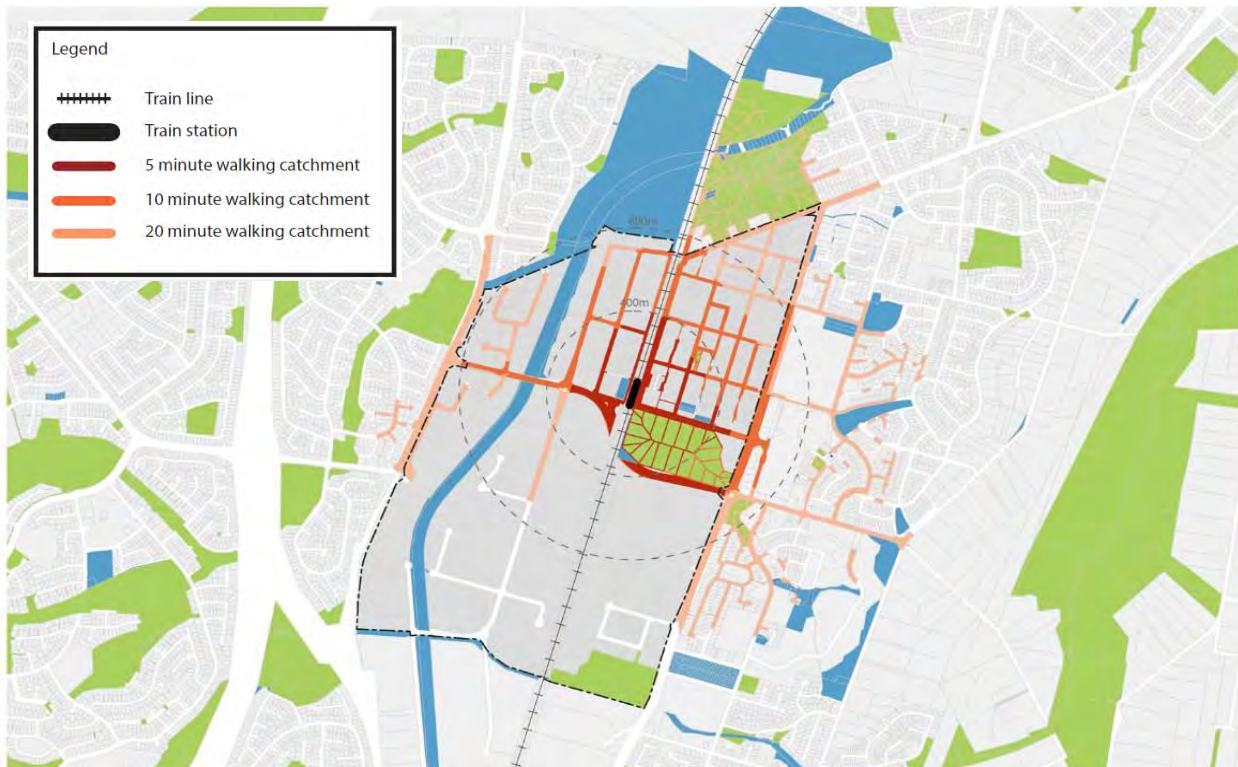 Legend
Train line
Train station
5 minute walking catchment
10 minute walking catchment
20 minute walking catchment
800m
400m